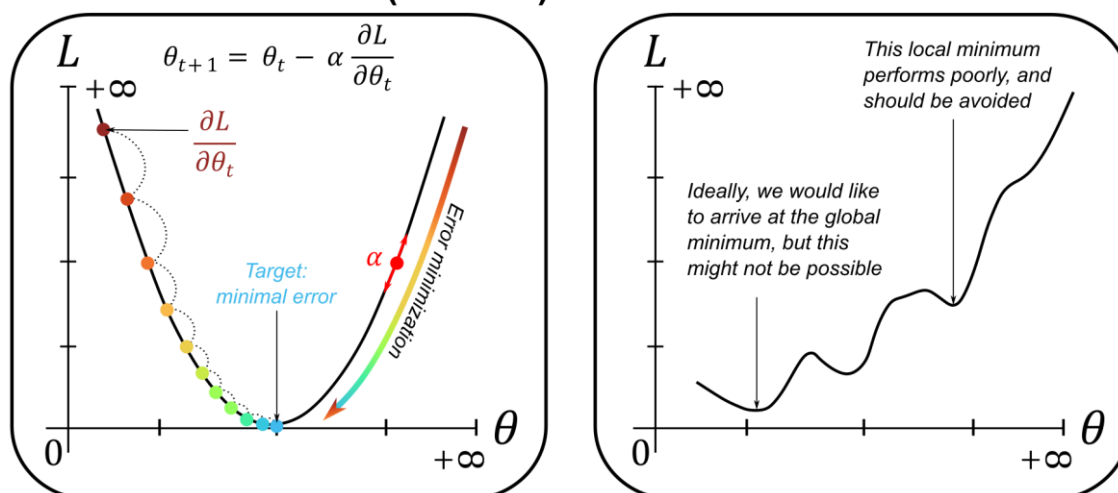 L
+∞
θt+1 = θt − α ∂L/∂θt
∂L/∂θt
Target:
minimal error
α
Error minimization
0
+∞
θ
L
+∞
This local minimum
performs poorly, and
should be avoided
Ideally, we would like
to arrive at the global
minimum, but this
might not be possible
0
+∞
θ